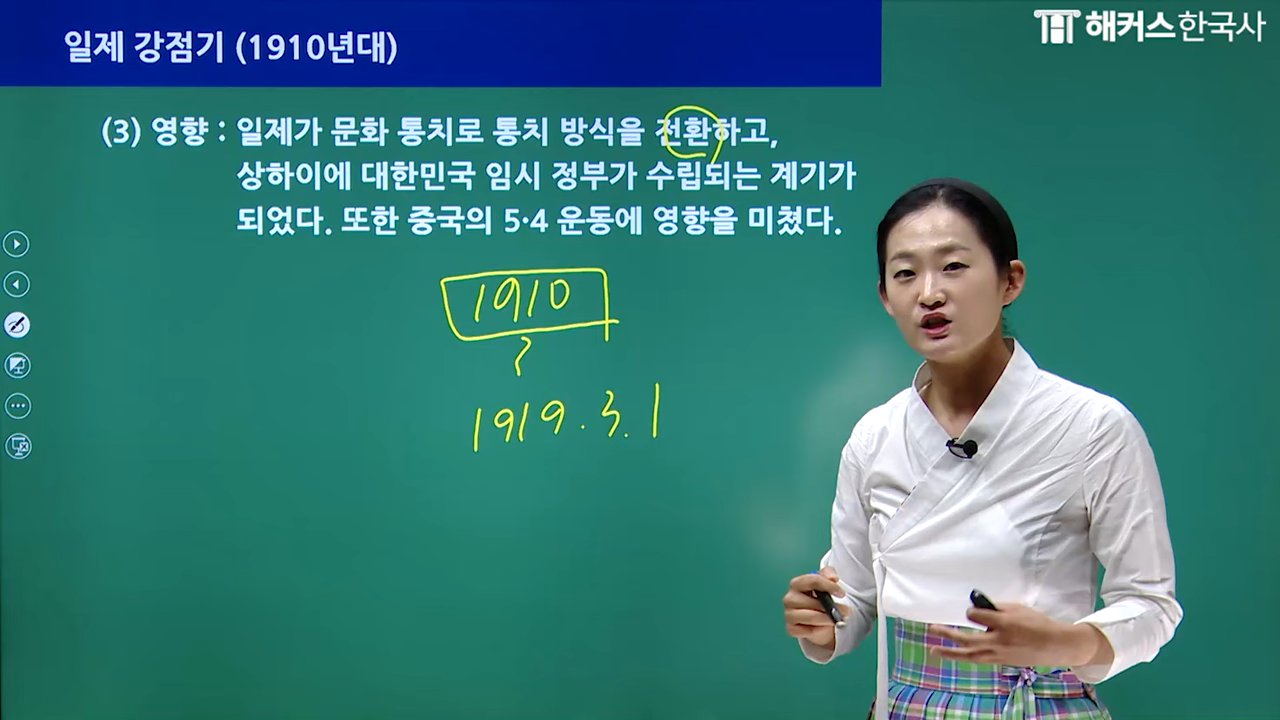 일제 강점기 (1910년대)
해커스한국사
(3) 영향 : 일제가 문화 통치로 통치 방식을 전환하고,
상하이에 대한민국 임시 정부가 수립되는 계기가
되었다. 또한 중국의 5·4 운동에 영향을 미쳤다.
1910
?
1919.3.1